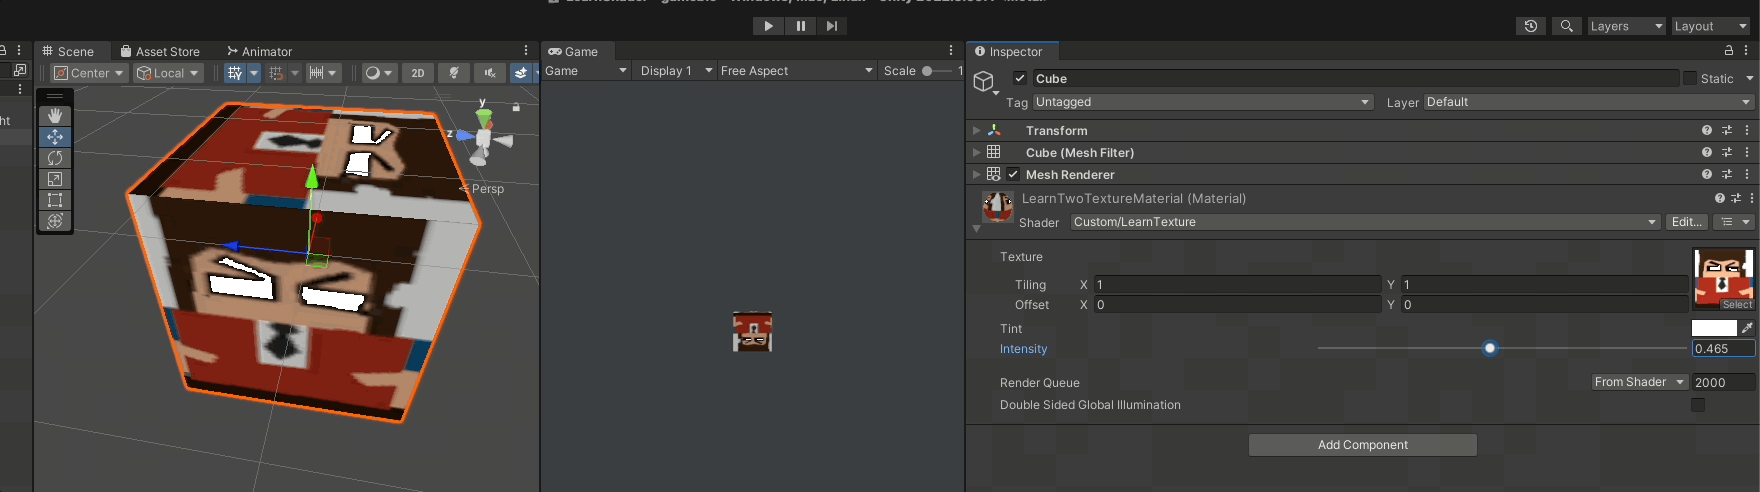 Layers
Layout
Scene
Asset Store
Animator
Game
Inspector
Center
Local
2D
Game
Display 1
Free Aspect
Scale
1
Cube
Static
Tag
Untagged
Layer
Default
ht
y
z
Persp
Transform
Cube (Mesh Filter)
Mesh Renderer
LearnTwoTextureMaterial (Material)
Shader
Custom/LearnTexture
Edit...
Texture
Tiling X 1 Y 1
Offset X 0 Y 0
Select
Tint
Intensity
0.465
Render Queue
From Shader
2000
Double Sided Global Illumination
Add Component